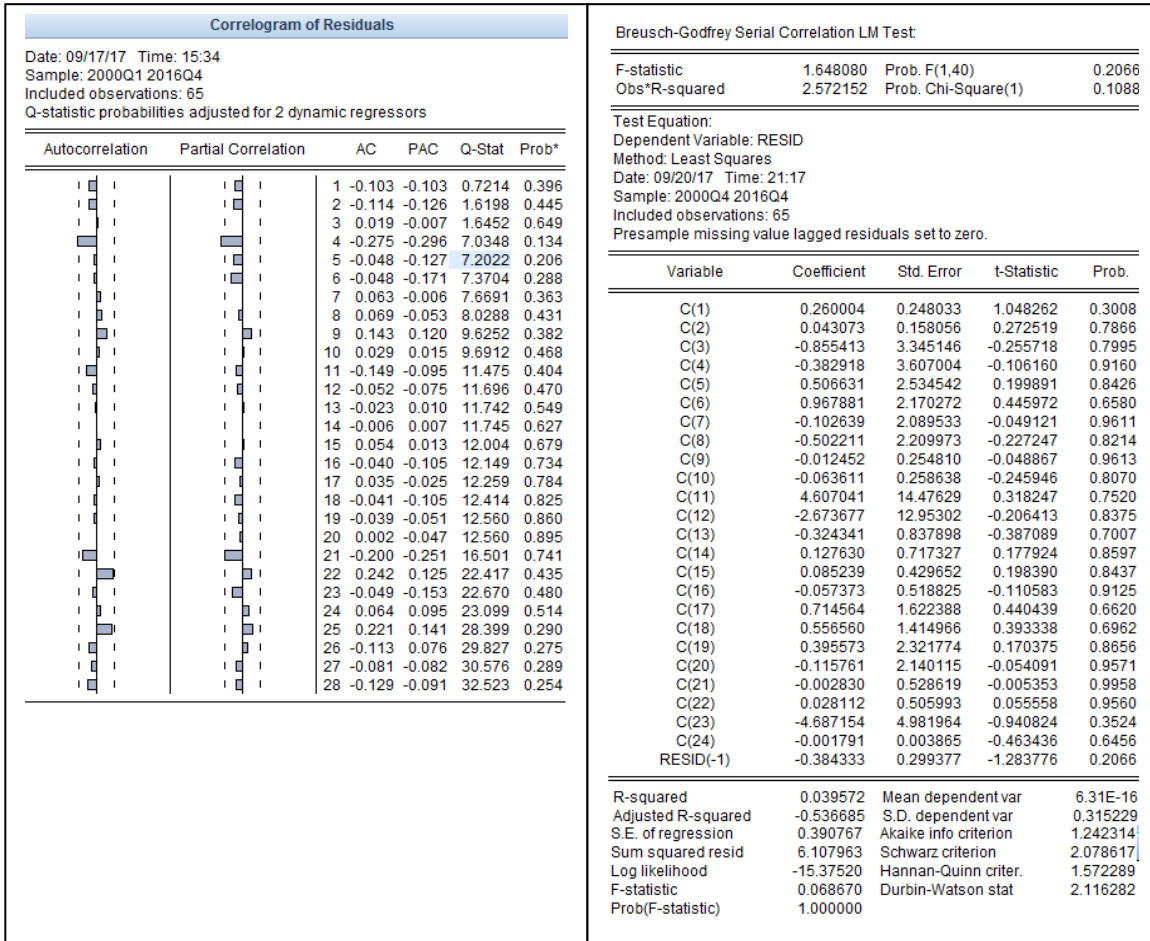 Correlogram of Residuals
Date: 09/17/17 Time: 15:34
Sample: 2000Q1 2016Q4
Included observations: 65
Q-statistic probabilities adjusted for 2 dynamic regressors
Autocorrelation Partial Correlation AC PAC Q-Stat Prob*
1 -0.103 -0.103 0.7214 0.396
2 -0.114 -0.126 1.6198 0.445
3 0.019 -0.007 1.6452 0.649
4 -0.275 -0.296 7.0348 0.134
5 -0.048 -0.127 7.2022 0.206
6 -0.048 -0.171 7.3704 0.288
7 0.063 -0.006 7.6691 0.363
8 0.069 -0.053 8.0288 0.431
9 0.143 0.120 9.6252 0.382
10 0.029 0.015 9.6912 0.468
11 -0.149 -0.095 11.475 0.404
12 -0.052 -0.075 11.696 0.470
13 -0.023 0.010 11.742 0.549
14 -0.006 0.007 11.745 0.627
15 0.054 0.013 12.004 0.679
16 -0.040 -0.105 12.149 0.734
17 0.035 -0.025 12.259 0.784
18 -0.041 -0.105 12.414 0.825
19 -0.039 -0.051 12.560 0.860
20 0.002 -0.047 12.560 0.895
21 -0.200 -0.251 16.501 0.741
22 0.242 0.125 22.417 0.435
23 -0.049 -0.153 22.670 0.480
24 0.064 0.095 23.099 0.514
25 0.221 0.141 28.399 0.290
26 -0.113 0.076 29.827 0.275
27 -0.081 -0.082 30.576 0.289
28 -0.129 -0.091 32.523 0.254
Breusch-Godfrey Serial Correlation LM Test:
F-statistic 1.648080 Prob. F(1,40) 0.2066
Obs*R-squared 2.572152 Prob. Chi-Square(1) 0.1088
Test Equation:
Dependent Variable: RESID
Method: Least Squares
Date: 09/20/17 Time: 21:17
Sample: 2000Q4 2016Q4
Included observations: 65
Presample missing value lagged residuals set to zero.
Variable Coefficient Std. Error t-Statistic Prob.
C(1) 0.260004 0.248033 1.048262 0.3008
C(2) 0.043073 0.158056 0.272519 0.7866
C(3) -0.855413 3.345146 -0.255718 0.7995
C(4) -0.382918 3.607004 -0.106160 0.9160
C(5) 0.506631 2.534542 0.199891 0.8426
C(6) 0.967881 2.170272 0.445972 0.6580
C(7) -0.102639 2.089533 -0.049121 0.9611
C(8) -0.502211 2.209973 -0.227247 0.8214
C(9) -0.012452 0.254810 -0.048867 0.9613
C(10) -0.063611 0.258638 -0.245946 0.8070
C(11) 4.607041 14.47629 0.318247 0.7520
C(12) -2.673677 12.95302 -0.206413 0.8375
C(13) -0.324341 0.837898 -0.387089 0.7007
C(14) 0.127630 0.717327 0.177924 0.8597
C(15) 0.085239 0.429652 0.198390 0.8437
C(16) -0.057373 0.518825 -0.110583 0.9125
C(17) 0.714564 1.622388 0.440439 0.6620
C(18) 0.556560 1.414966 0.393338 0.6962
C(19) 0.395573 2.321774 0.170375 0.8656
C(20) -0.115761 2.140115 -0.054091 0.9571
C(21) -0.002830 0.528619 -0.005353 0.9958
C(22) 0.028112 0.505993 0.055558 0.9560
C(23) -4.687154 4.981964 -0.940824 0.3524
C(24) -0.001791 0.003865 -0.463436 0.6456
RESID(-1) -0.384333 0.299377 -1.283776 0.2066
R-squared 0.039572 Mean dependent var 6.31E-16
Adjusted R-squared -0.536685 S.D. dependent var 0.315229
S.E. of regression 0.390767 Akaike info criterion 1.242314
Sum squared resid 6.107963 Schwarz criterion 2.078617
Log likelihood -15.37520 Hannan-Quinn criter. 1.572289
F-statistic 0.068670 Durbin-Watson stat 2.116282
Prob(F-statistic) 1.000000